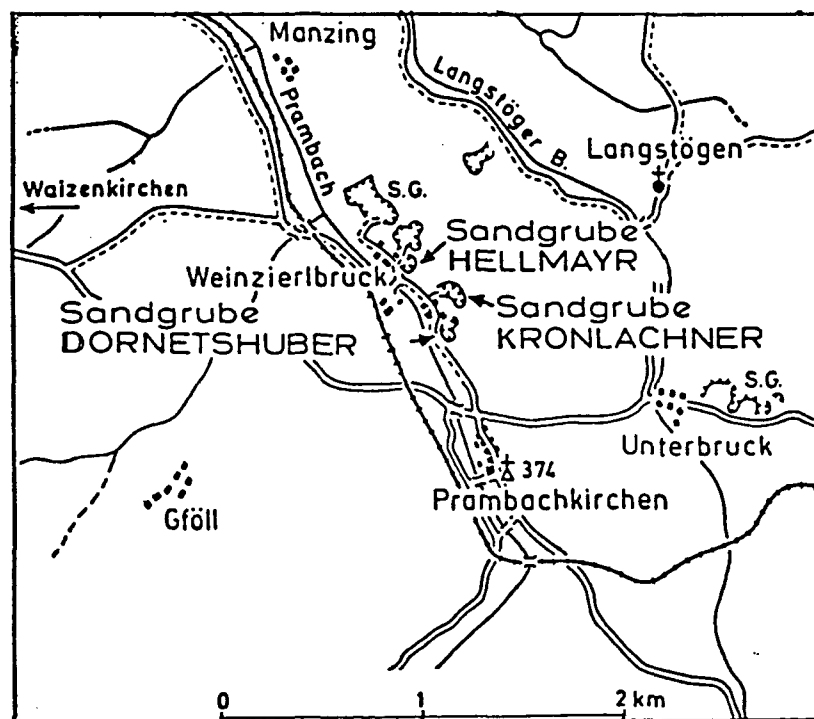 Manzing
Prambach
Langstöger B.
Langstögen
S.G.
Waizenkirchen
Sandgrube
HELLMAYR
Weinzierlbruck
Sandgrube
KRONLACHNER
Sandgrube
DORNETSHUBER
S.G.
Unterbruck
374
Prambachkirchen
Gföll
0 1 2 km